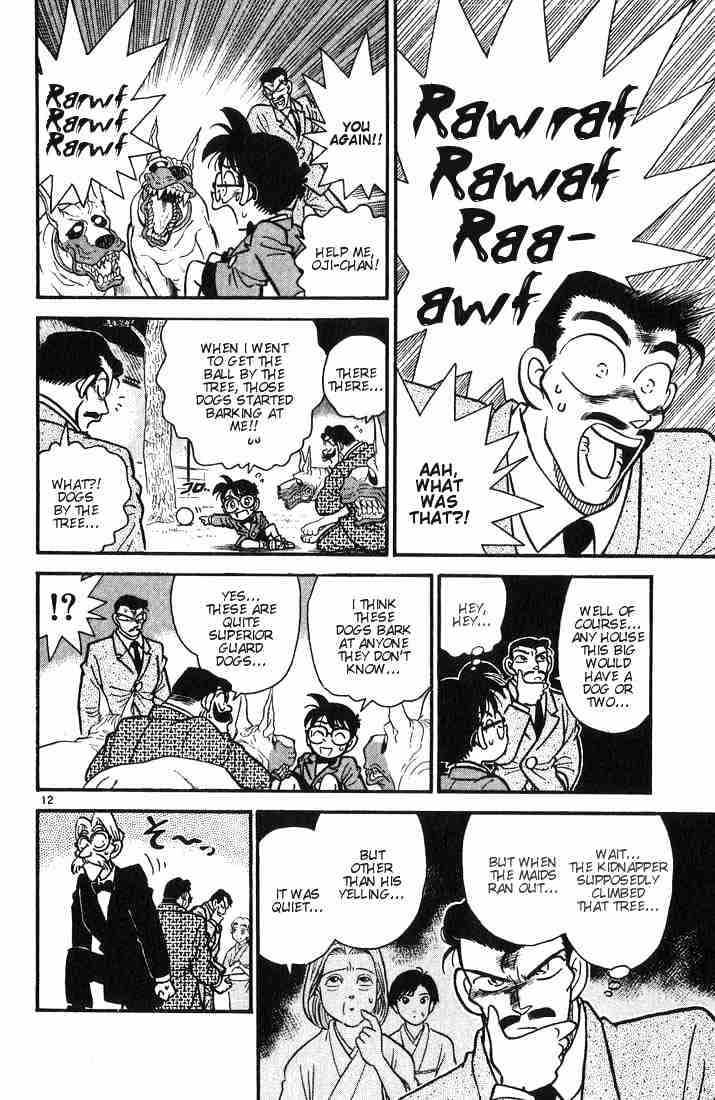 Rawraf
Rawaf
Raa-
awf
AAH,
WHAT
WAS
THAT?!
YOU
AGAIN!!
Rarwf
Rarwf
Rarwf
HELP ME,
OJI-CHAN!
THERE
THERE...
WHEN I WENT
TO GET THE
BALL BY THE
TREE, THOSE
DOGS STARTED
BARKING AT
ME!!
コロ..
WHAT?!
DOGS
BY THE
TREE...
WELL OF
COURSE...
ANY HOUSE
THIS BIG
WOULD
HAVE A
DOG OR
TWO...
HEY,
HEY...
I THINK
THESE
DOGS BARK
AT ANYONE
THEY DON'T
KNOW...
YES...
THESE ARE
QUITE
SUPERIOR
GUARD
DOGS...
!?
12
WAIT...
THE KIDNAPPER
SUPPOSEDLY
CLIMBED
THAT TREE...
BUT WHEN
THE MAIDS
RAN OUT...
BUT
OTHER
THAN HIS
YELLING...
IT WAS
QUIET...
そ〜〜